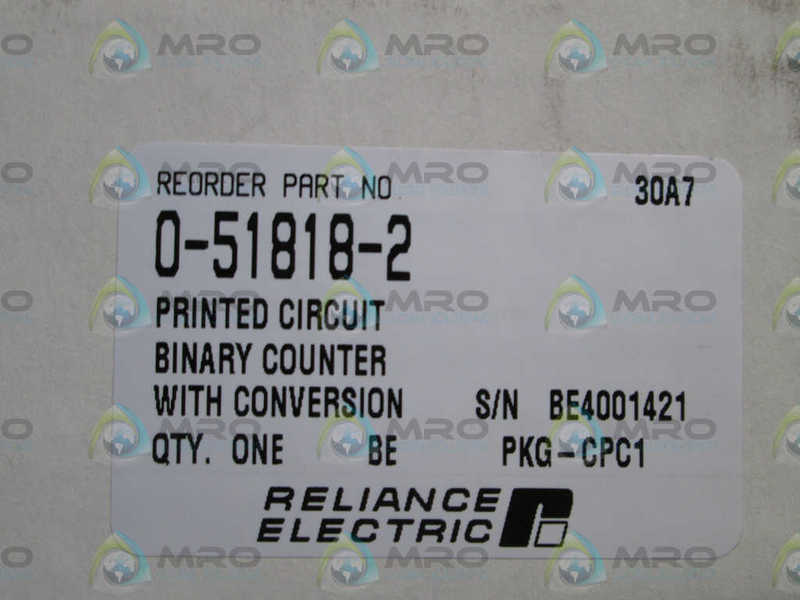 REORDER PART NO. 30A7
0-51818-2
PRINTED CIRCUIT
BINARY COUNTER
WITH CONVERSION S/N BE4001421
QTY. ONE BE PKG-CPC1
RELIANCE
ELECTRIC
MRO